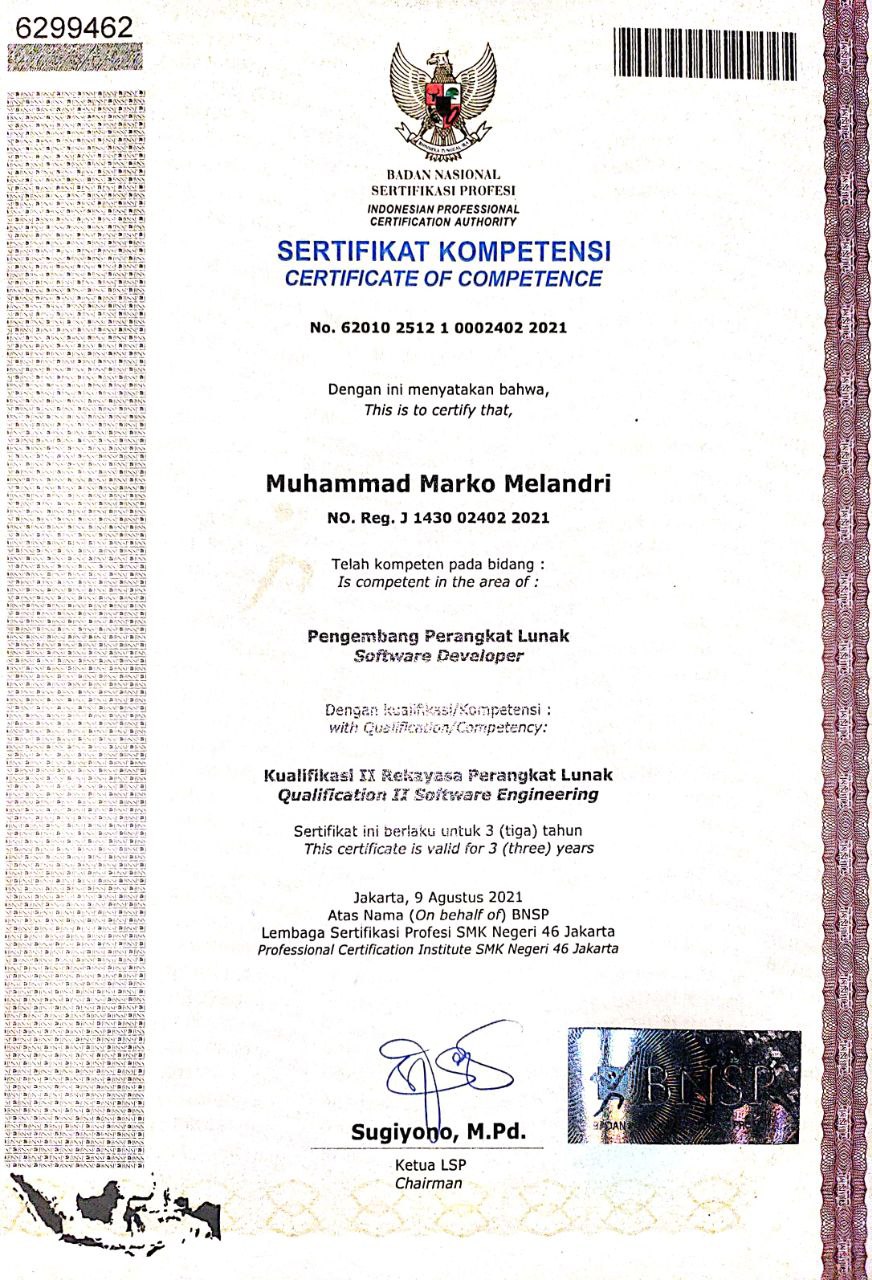 6299462
BADAN NASIONAL
SERTIFIKASI PROFESI
INDONESIAN PROFESSIONAL
CERTIFICATION AUTHORITY
SERTIFIKAT KOMPETENSI
CERTIFICATE OF COMPETENCE
No. 62010 2512 1 0002402 2021
Dengan ini menyatakan bahwa,
This is to certify that,
Muhammad Marko Melandri
NO. Reg. J 1430 02402 2021
Telah kompeten pada bidang :
Is competent in the area of :
Pengembang Perangkat Lunak
Software Developer
Dengan kualifikasi/Kompetensi :
with Qualification/Competency:
Kualifikasi II Rekayasa Perangkat Lunak
Qualification II Software Engineering
Sertifikat ini berlaku untuk 3 (tiga) tahun
This certificate is valid for 3 (three) years
Jakarta, 9 Agustus 2021
Atas Nama (On behalf of) BNSP
Lembaga Sertifikasi Profesi SMK Negeri 46 Jakarta
Professional Certification Institute SMK Negeri 46 Jakarta
BNSP
Sugiyono, M.Pd.
Ketua LSP
Chairman